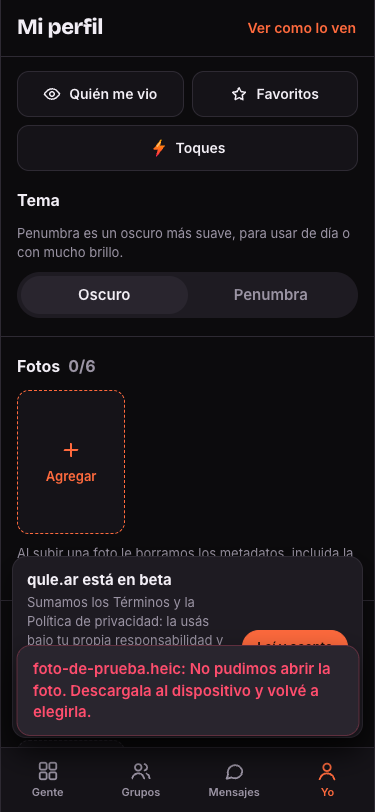 Mi perfil
Ver como lo ven
Quién me vio
Favoritos
Toques
Tema
Penumbra es un oscuro más suave, para usar de día o
con mucho brillo.
Oscuro
Penumbra
Fotos 0/6
+
Agregar
Al subir una foto le borramos los metadatos, incluida la
qule.ar está en beta
Sumamos los Términos y la
Política de privacidad: la usás
bajo tu propia responsabilidad y
foto-de-prueba.heic: No pudimos abrir la
foto. Descargala al dispositivo y volvé a
elegirla.
Gente
Grupos
Mensajes
Yo